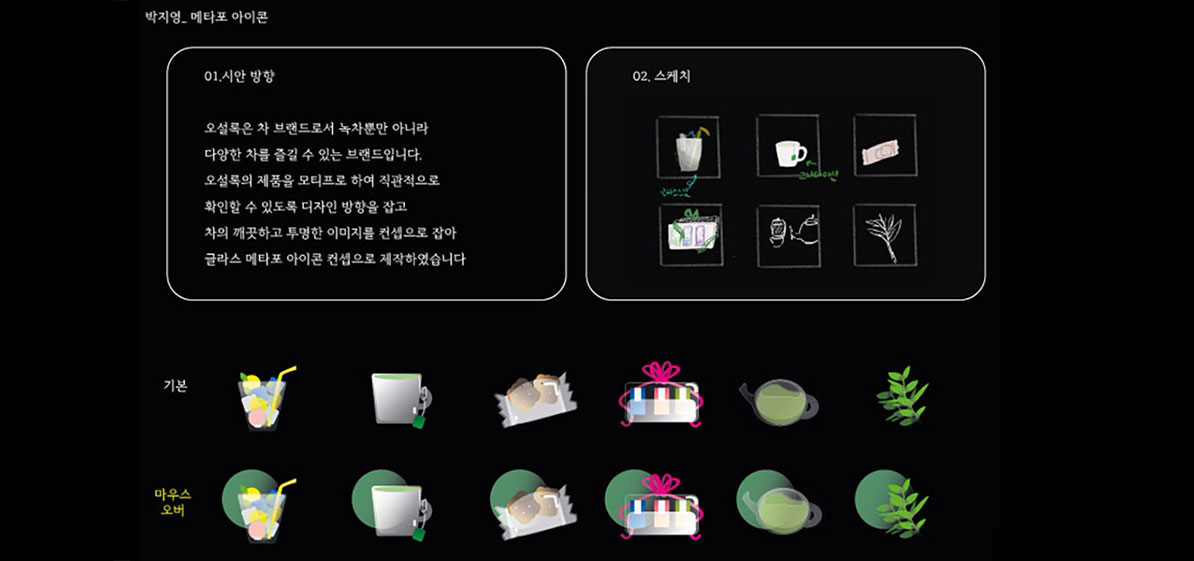 박지영_ 메타포 아이콘
01.시안 방향
오설록은 차 브랜드로서 녹차뿐만 아니라
다양한 차를 즐길 수 있는 브랜드입니다.
오설록의 제품을 모티프로 하여 직관적으로
확인할 수 있도록 디자인 방향을 잡고
차의 깨끗하고 투명한 이미지를 컨셉으로 잡아
글라스 메타포 아이콘 컨셉으로 제작하였습니다
02. 스케치
그라데이션
기본
마우스
오버